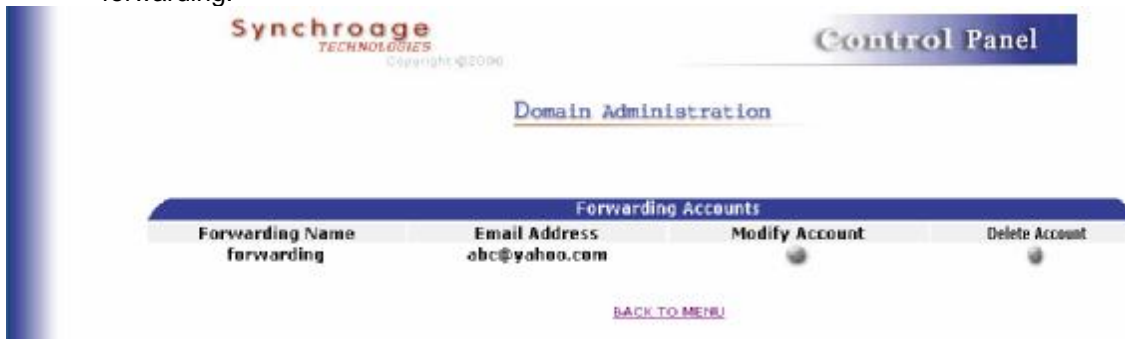 forwarding.
Synchroage
TECHNOLOGIES
Copyright @2000
Control Panel
Domain Administration
Forwarding Accounts
Forwarding Name Email Address Modify Account Delete Account
forwarding abc@yahoo.com
BACK TO MENU